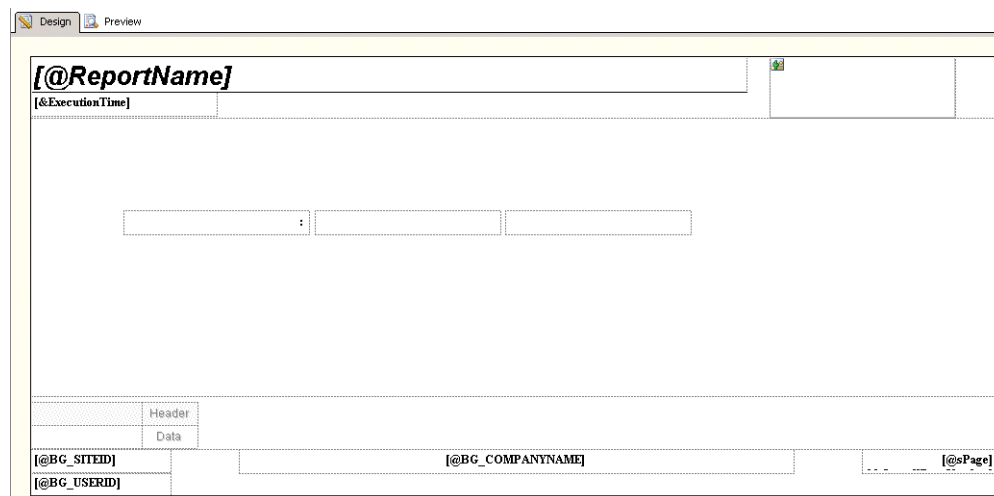 Design Preview
[@ReportName]
[&ExecutionTime]
:
Header
Data
[@BG_SITEID] [@BG_COMPANYNAME] [@sPage]
[@BG_USERID]